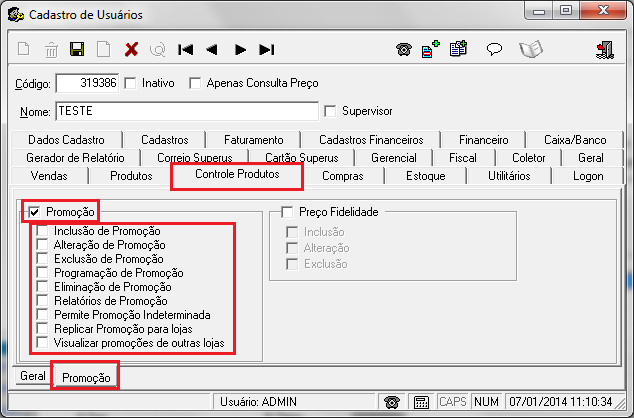 Cadastro de Usuários
Código: 319386 Inativo Apenas Consulta Preço
Nome: TESTE Supervisor
Dados Cadastro Cadastros Faturamento Cadastros Financeiros Financeiro Caixa/Banco
Gerador de Relatório Correio Superus Cartão Superus Gerencial Fiscal Coletor Geral
Vendas Produtos Controle Produtos Compras Estoque Utilitários Logon
Promoção
Inclusão de Promoção
Alteração de Promoção
Exclusão de Promoção
Programação de Promoção
Eliminação de Promoção
Relatórios de Promoção
Permite Promoção Indeterminada
Replicar Promoção para lojas
Visualizar promoções de outras lojas
Preço Fidelidade
Inclusão
Alteração
Exclusão
Geral Promoção
Usuário: ADMIN CAPS NUM 07/01/2014 11:10:34